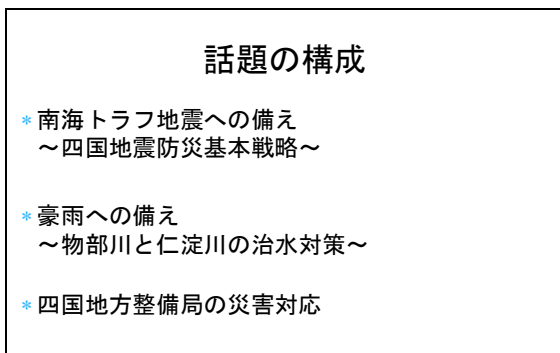 話題の構成
*南海トラフ地震への備え
～四国地震防災基本戦略～
*豪雨への備え
～物部川と仁淀川の治水対策～
*四国地方整備局の災害対応